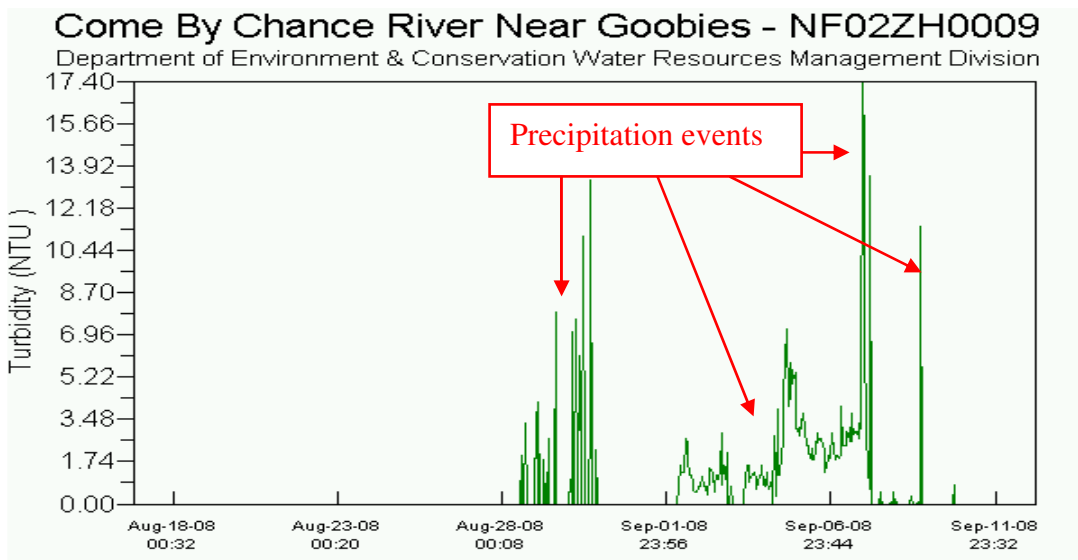 Come By Chance River Near Goobies - NF02ZH0009
Department of Environment & Conservation Water Resources Management Division
17.40
15.66
13.92
12.18
10.44
8.70
6.96
5.22
3.48
1.74
0.00
Turbidity (NTU )
Precipitation events
Aug-18-08 Aug-23-08 Aug-28-08 Sep-01-08 Sep-06-08 Sep-11-08
00:32 00:20 00:08 23:56 23:44 23:32